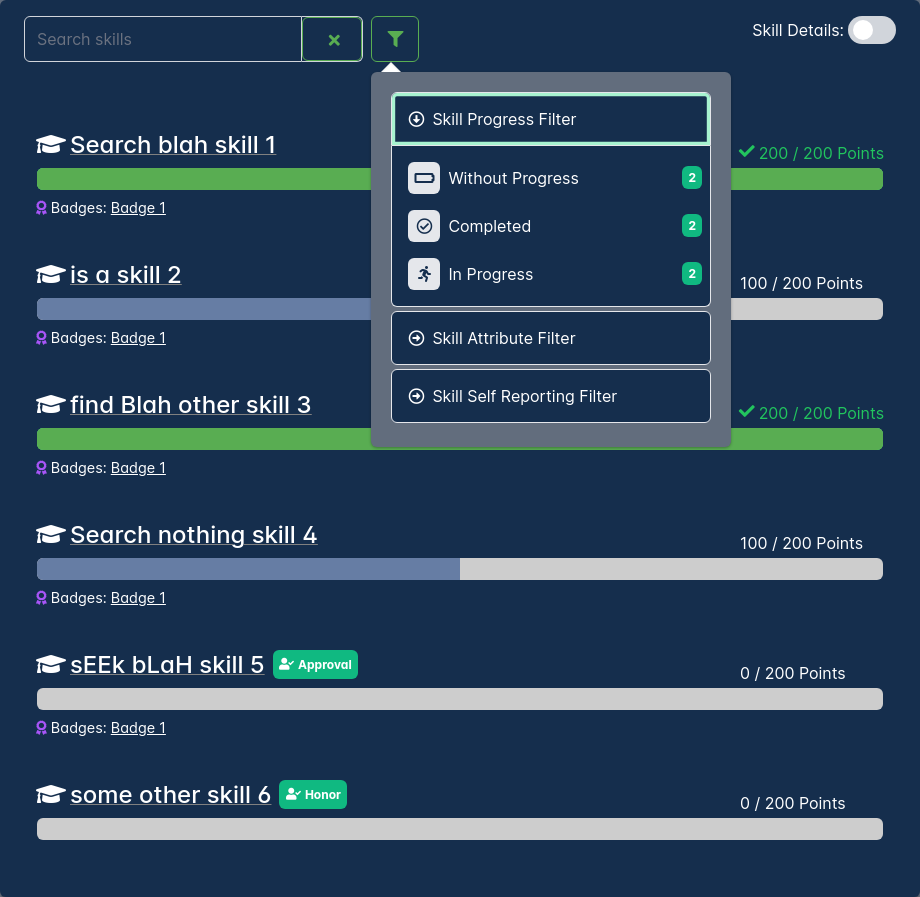 Search skills
Skill Details:
Skill Progress Filter
Without Progress 2
Completed 2
In Progress 2
Skill Attribute Filter
Skill Self Reporting Filter
Search blah skill 1
200 / 200 Points
Badges: Badge 1
is a skill 2
100 / 200 Points
Badges: Badge 1
find Blah other skill 3
200 / 200 Points
Badges: Badge 1
Search nothing skill 4
100 / 200 Points
Badges: Badge 1
sEEk bLaH skill 5 Approval
0 / 200 Points
Badges: Badge 1
some other skill 6 Honor
0 / 200 Points